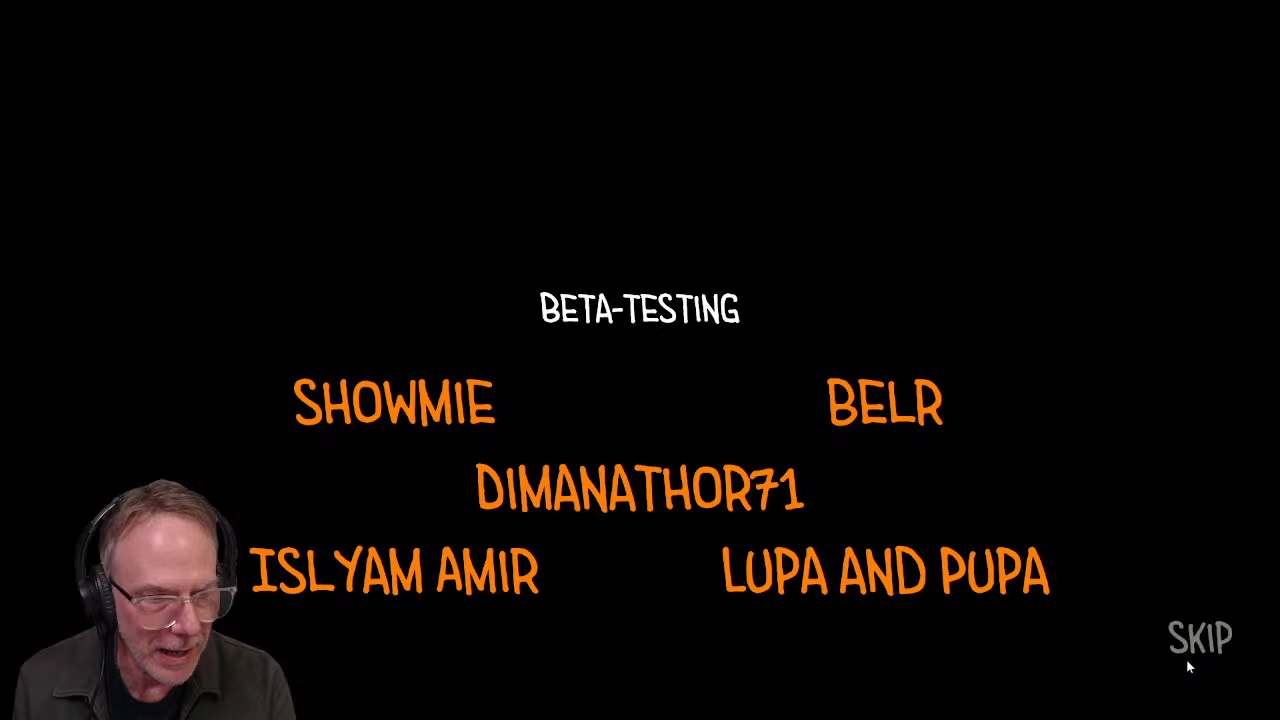 BETA-TESTING
SHOWMIE BELR
DIMANATHOR71
ISLYAM AMIR LUPA AND PUPA
SKIP